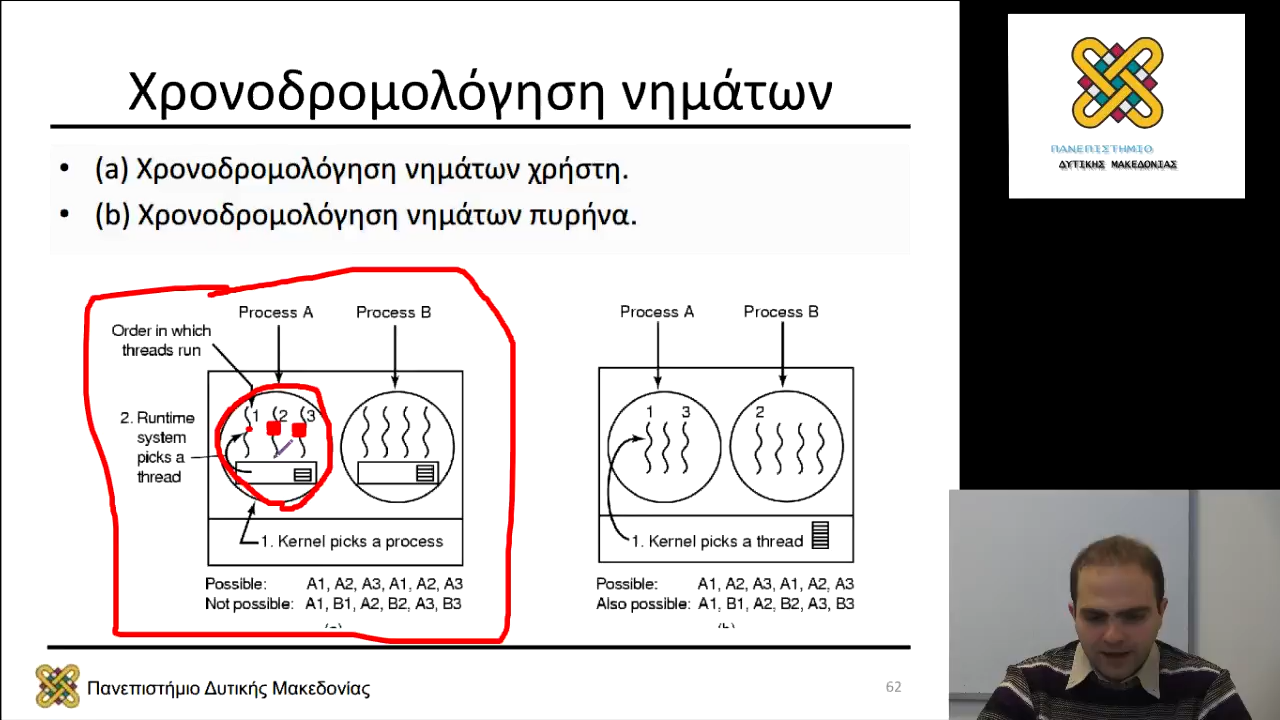 Χρονοδρομολόγηση νημάτων
• (a) Χρονοδρομολόγηση νημάτων χρήστη.
• (b) Χρονοδρομολόγηση νημάτων πυρήνα.
Process A
Process B
Order in which
threads run
1 2 3
2. Runtime
system
picks a
thread
1. Kernel picks a process
Possible: A1, A2, A3, A1, A2, A3
Not possible: A1, B1, A2, B2, A3, B3
Process A
Process B
1 3
2
1. Kernel picks a thread
Possible: A1, A2, A3, A1, A2, A3
Also possible: A1, B1, A2, B2, A3, B3
Πανεπιστήμιο Δυτικής Μακεδονίας
62
ΠΑΝΕΠΙΣΤΗΜΙΟ
ΔΥΤΙΚΗΣ ΜΑΚΕΔΟΝΙΑΣ